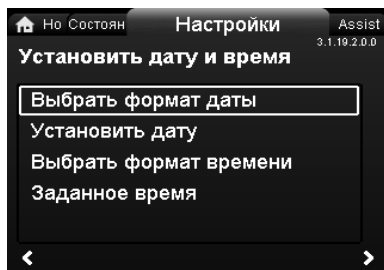 Но Состоян Настройки Assist
3.1.19.2.0.0
Установить дату и время
Выбрать формат даты
Установить дату
Выбрать формат времени
Заданное время